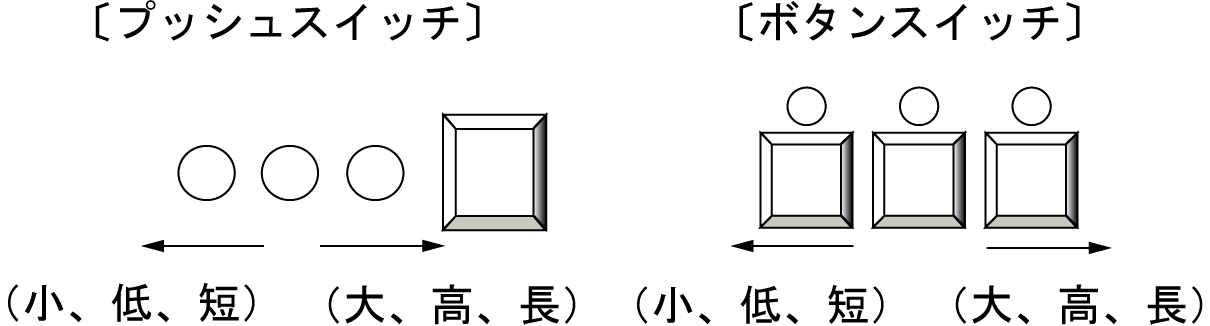 〔プッシュスイッチ〕
〔ボタンスイッチ〕
（小、低、短）
（大、高、長）
（小、低、短）
（大、高、長）